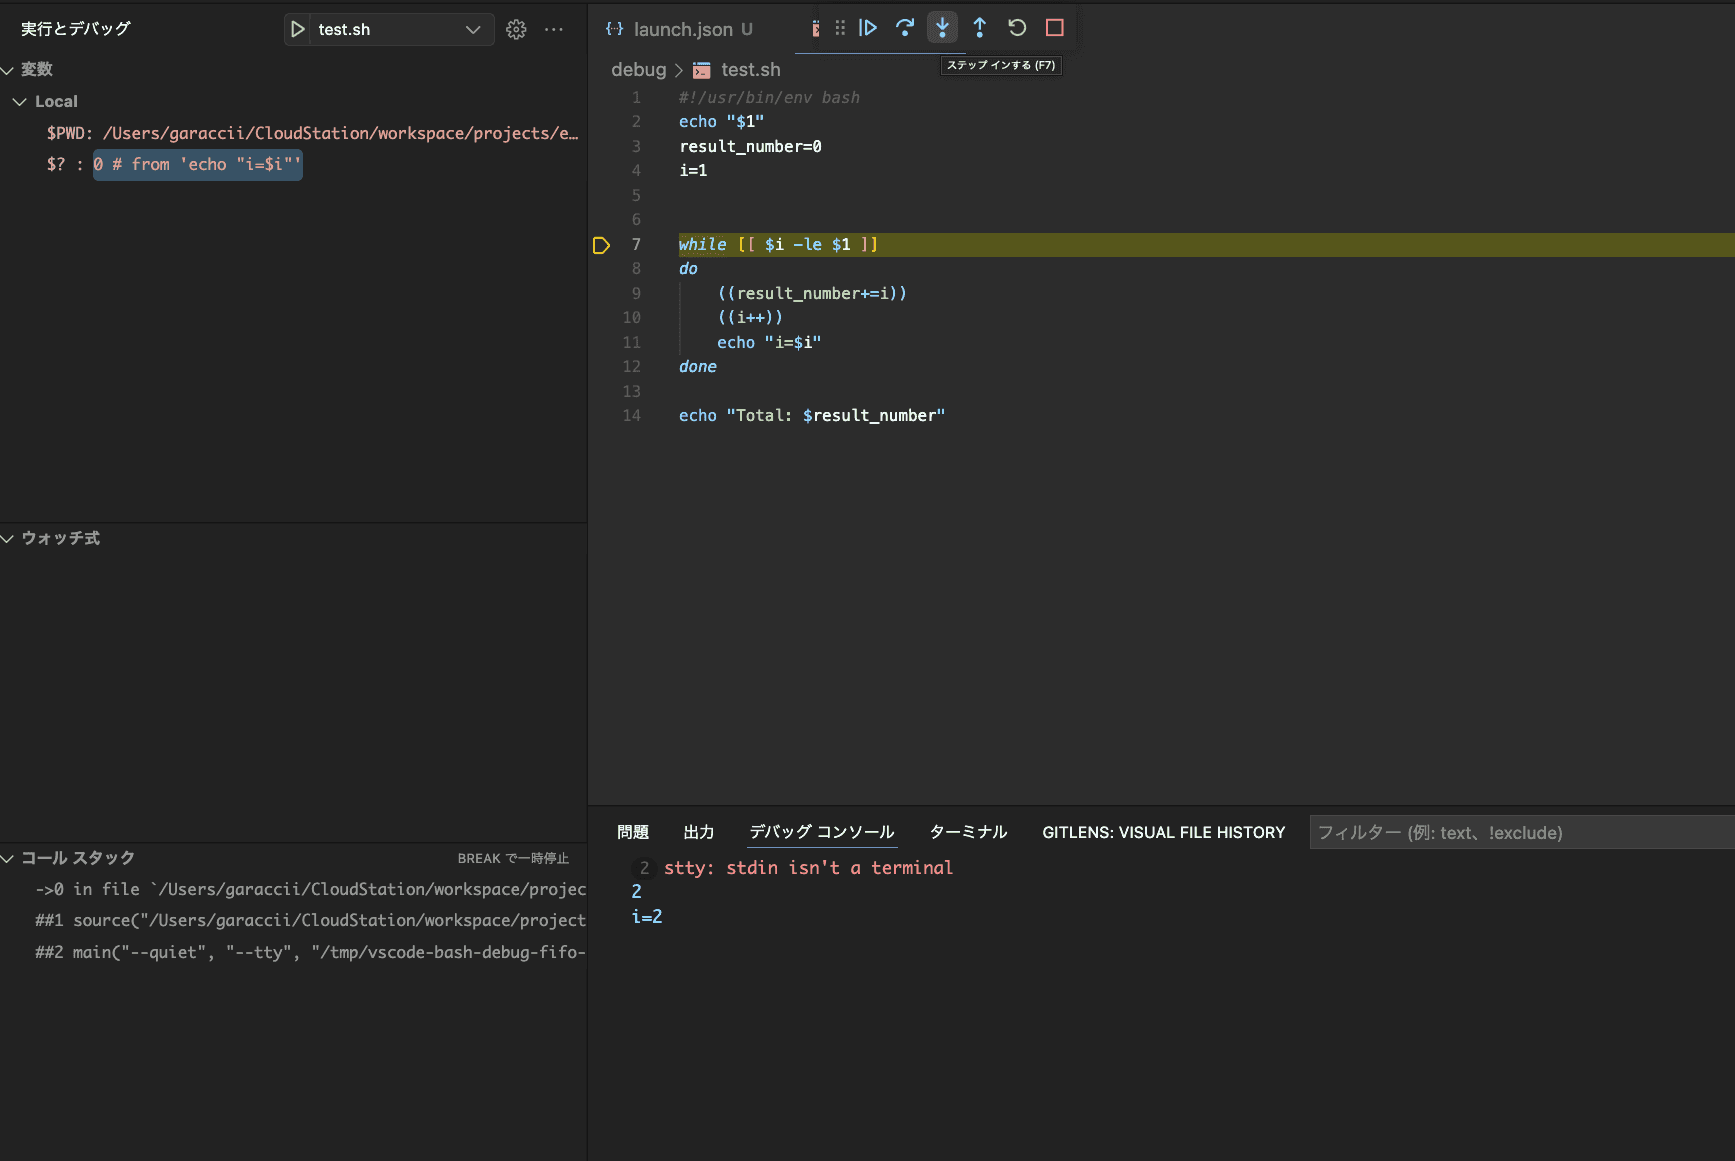 実行とデバッグ
test.sh
変数
Local
$PWD: /Users/garaccii/CloudStation/workspace/projects/e…
$? : 0 # from 'echo "i=$i"'
ウォッチ式
コール スタック
BREAK で一時停止
->0 in file `/Users/garaccii/CloudStation/workspace/projec
##1 source("/Users/garaccii/CloudStation/workspace/project
##2 main("--quiet", "--tty", "/tmp/vscode-bash-debug-fifo-
launch.json U
ステップ インする (F7)
debug > test.sh
1 #!/usr/bin/env bash
2 echo "$1"
3 result_number=0
4 i=1
5
6
7 while [[ $i -le $1 ]]
8 do
9     ((result_number+=i))
10     ((i++))
11     echo "i=$i"
12 done
13
14 echo "Total: $result_number"
問題 出力 デバッグ コンソール ターミナル GITLENS: VISUAL FILE HISTORY フィルター (例: text、!exclude)
2 stty: stdin isn't a terminal
2
i=2